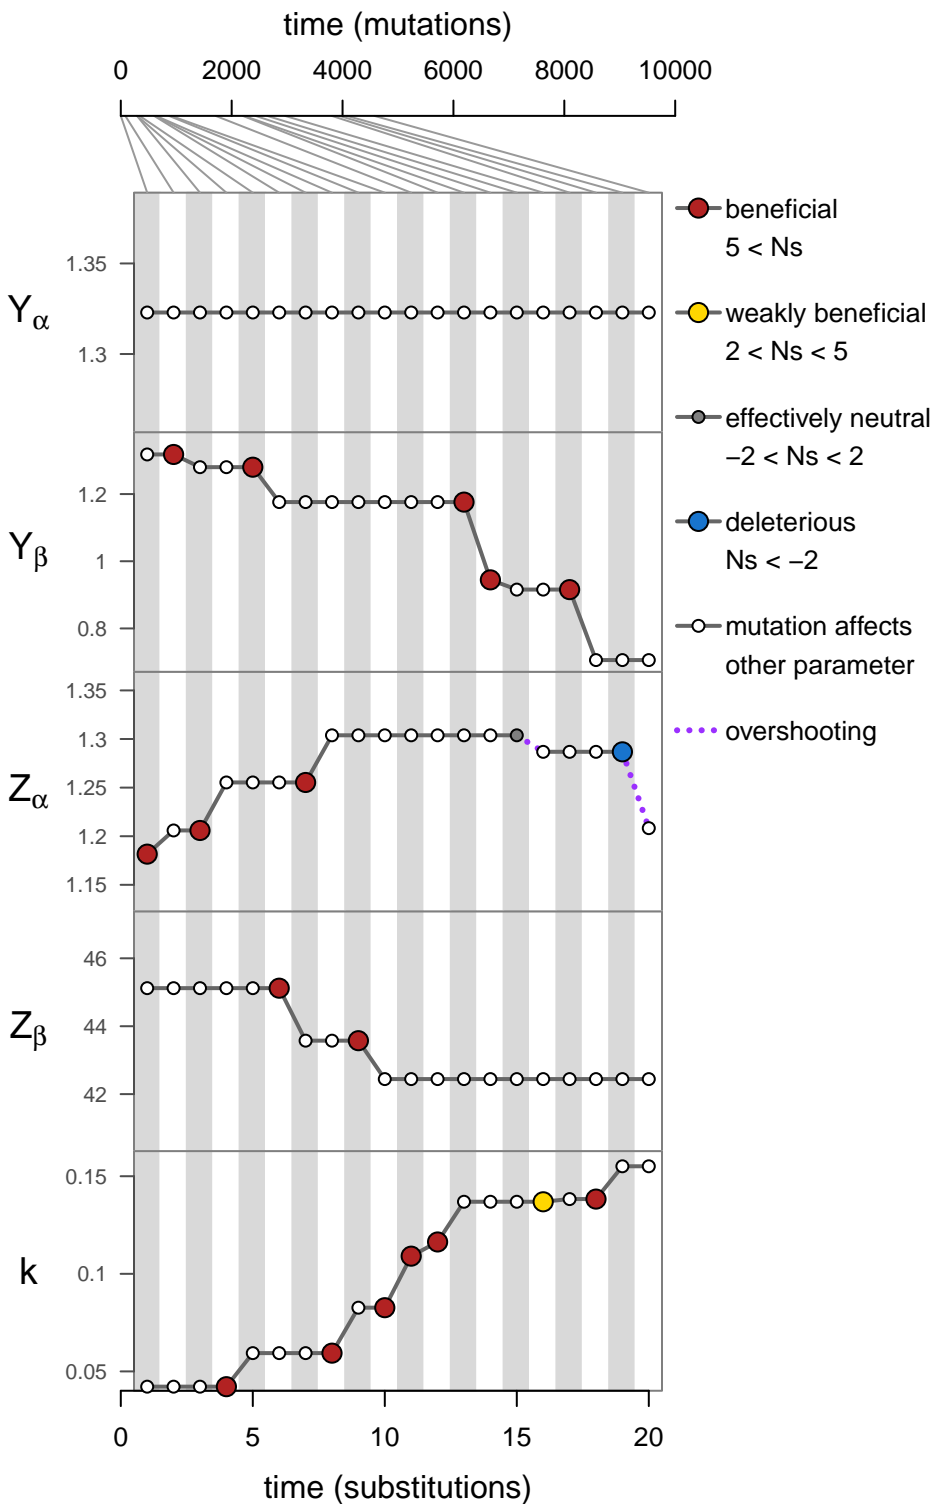 time (mutations)
0 2000 4000 6000 8000 10000
beneficial
5 < Ns
weakly beneficial
2 < Ns < 5
effectively neutral
−2 < Ns < 2
deleterious
Ns < −2
mutation affects
other parameter
overshooting
Yα
1.35
1.3
Yβ
1.2
1
0.8
Zα
1.35
1.3
1.25
1.2
1.15
Zβ
46
44
42
k
0.15
0.1
0.05
0 5 10 15 20
time (substitutions)